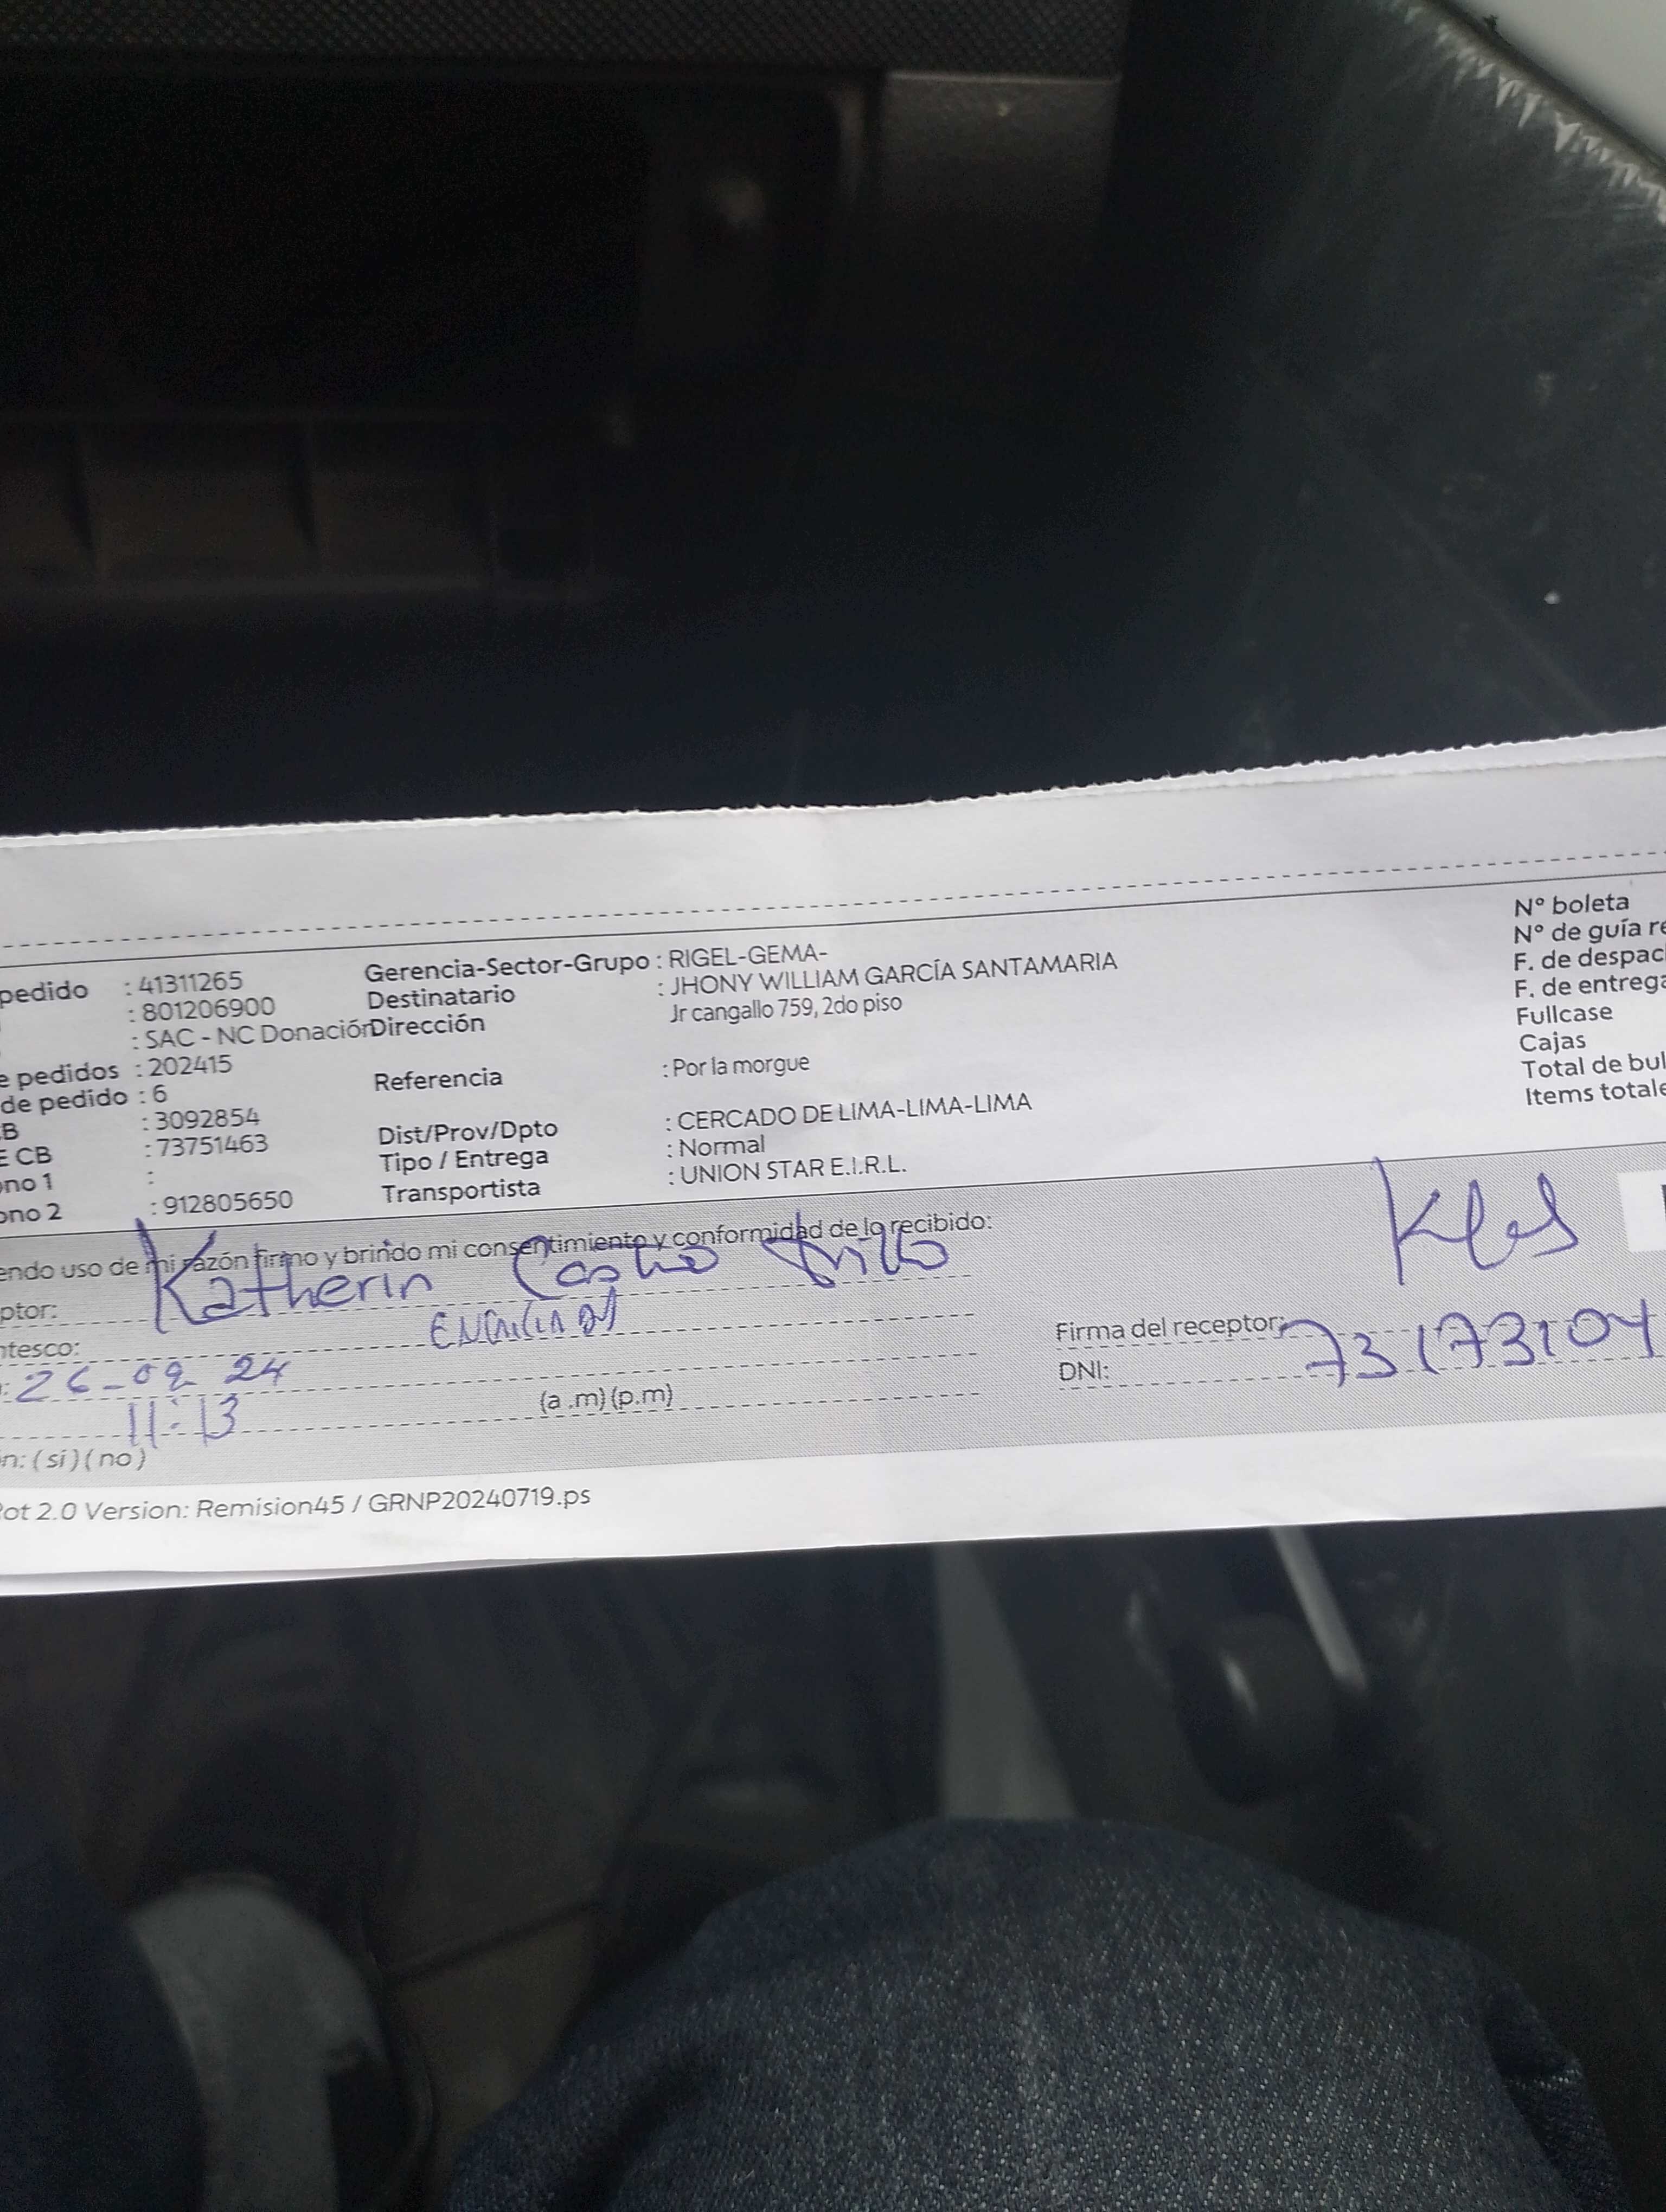 pedido : 41311265 Gerencia-Sector-Grupo : RIGEL-GEMA- Nº boleta
: 801206900 Destinatario : JHONY WILLIAM GARCÍA SANTAMARIA Nº de guía re
: SAC - NC Donación Dirección Jr cangallo 759, 2do piso F. de despac
e pedidos : 202415 F. de entrega
de pedido : 6 Referencia : Por la morgue Fullcase
B : 3092854 Cajas
E CB : 73751463 Dist/Prov/Dpto : CERCADO DE LIMA-LIMA-LIMA Total de bul
ono 1 : Tipo / Entrega : Normal Items totale
ono 2 : 912805650 Transportista : UNION STAR E.I.R.L.
endo uso de mi razón firmo y brindo mi consentimiento y conformidad de lo recibido:
ptor: Katherin Castro
ntesco: Firma del receptor:
: 26-09 24 DNI: 73173104
11:13 (a .m) (p.m)
n: ( si ) ( no )
Rot 2.0 Version: Remision45 / GRNP20240719.ps